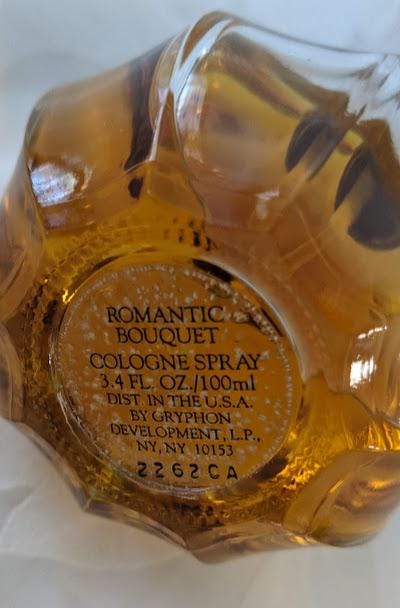 ROMANTIC
BOUQUET
COLOGNE SPRAY
3.4 FL. OZ./100ml
DIST. IN THE U.S.A.
BY GRYPHON
DEVELOPMENT, L.P.,
NY, NY 10153
2262CA